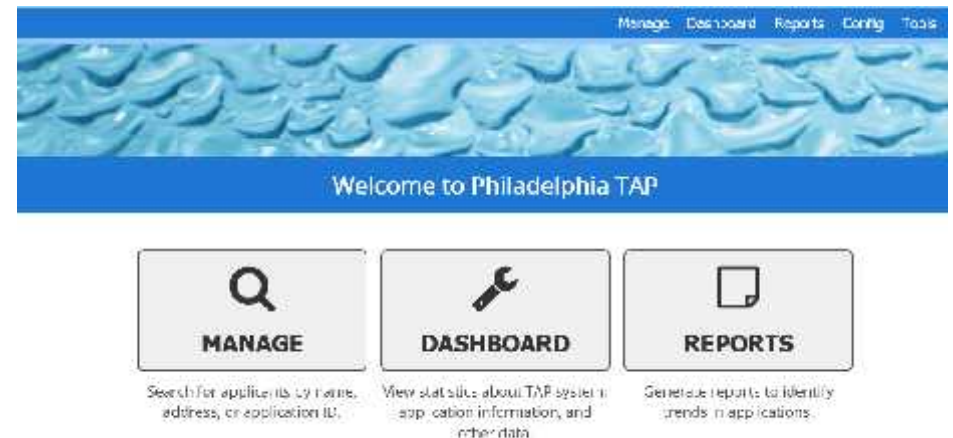 Manage Dashboard Reports Config Tools
Welcome to Philadelphia TAP
MANAGE
DASHBOARD
REPORTS
Search for applicants by name,
address, or application ID.
View statistics about TAP system
application information, and
other data
Generate reports to identify
trends in applications